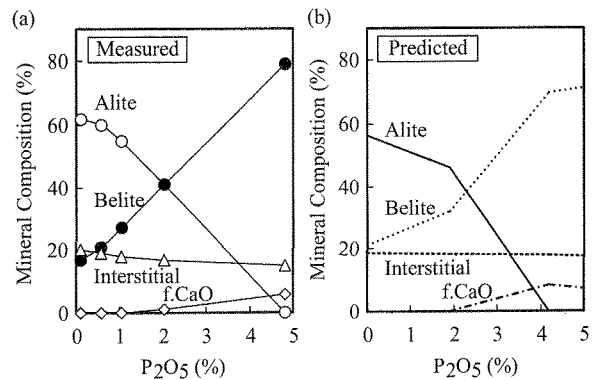 (a)
Measured
Mineral Composition (%)
80
60
40
20
0
Alite
Belite
Interstitial
f.CaO
0 1 2 3 4 5
P₂O₅ (%)
(b)
Predicted
Mineral Composition (%)
80
60
40
20
0
Alite
Belite
Interstitial
f.CaO
0 1 2 3 4 5
P₂O₅ (%)